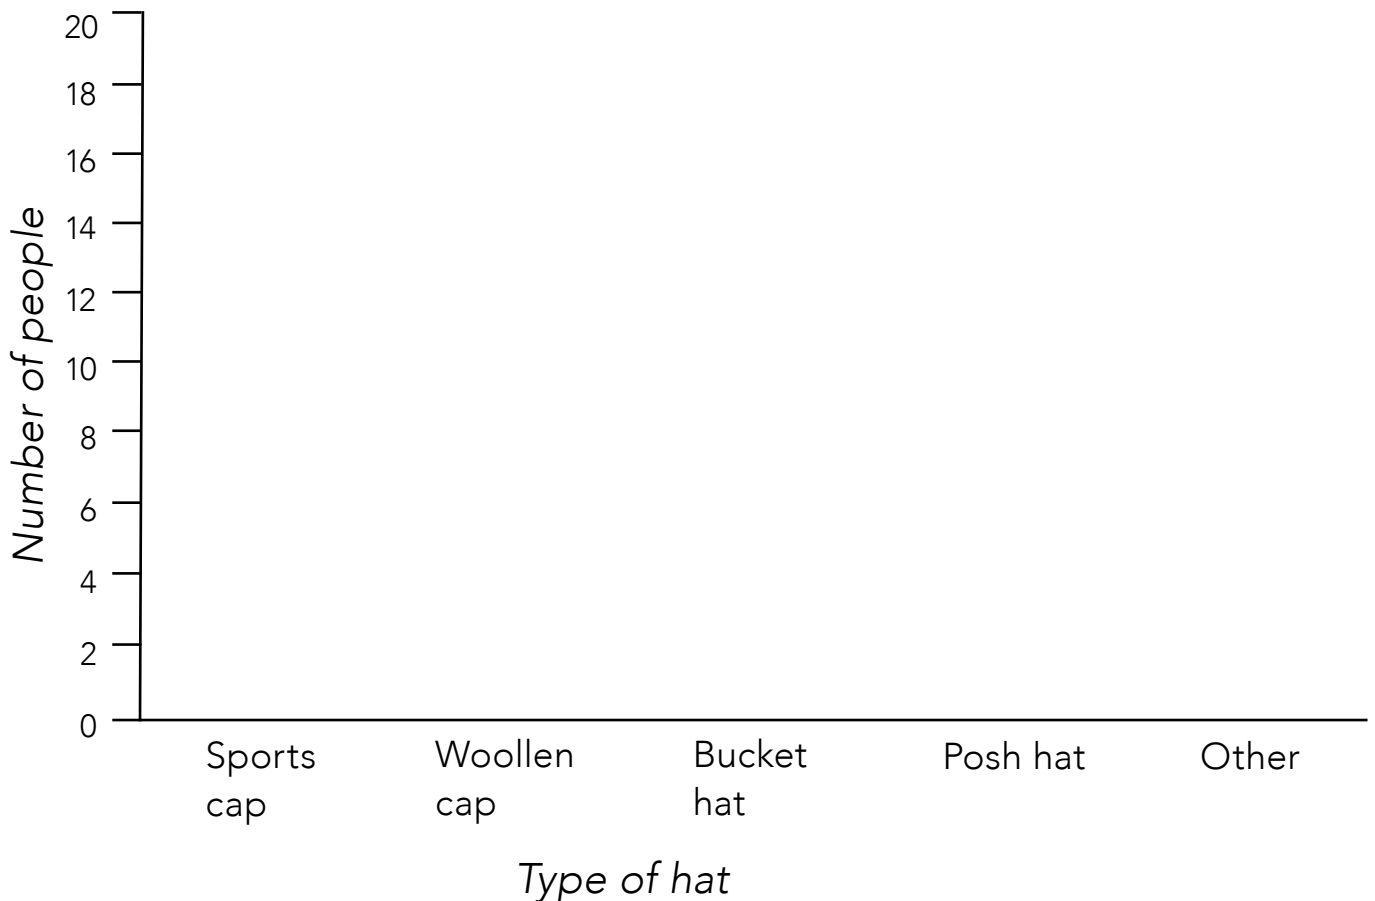 20
18
16
14
12
10
8
6
4
2
0
Number of people
Sports cap
Woollen cap
Bucket hat
Posh hat
Other
Type of hat